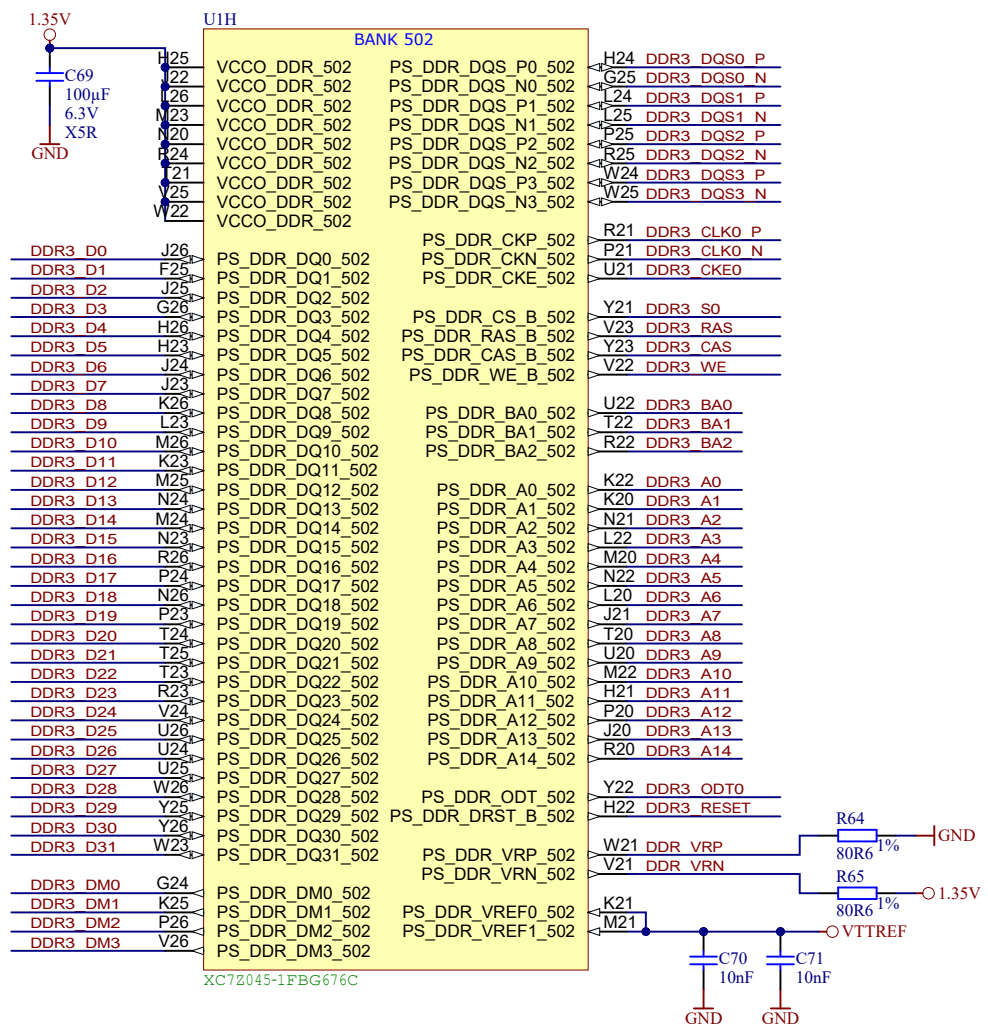 1.35V
U1H
BANK 502
C69
100µF
6.3V
X5R
GND
H25 VCCO_DDR_502
J22 VCCO_DDR_502
L26 VCCO_DDR_502
M23 VCCO_DDR_502
N20 VCCO_DDR_502
R24 VCCO_DDR_502
T21 VCCO_DDR_502
V25 VCCO_DDR_502
W22 VCCO_DDR_502
DDR3_D0 J26 PS_DDR_DQ0_502
DDR3_D1 F25 PS_DDR_DQ1_502
DDR3_D2 J25 PS_DDR_DQ2_502
DDR3_D3 G26 PS_DDR_DQ3_502
DDR3_D4 H26 PS_DDR_DQ4_502
DDR3_D5 H23 PS_DDR_DQ5_502
DDR3_D6 J24 PS_DDR_DQ6_502
DDR3_D7 J23 PS_DDR_DQ7_502
DDR3_D8 K26 PS_DDR_DQ8_502
DDR3_D9 L23 PS_DDR_DQ9_502
DDR3_D10 M26 PS_DDR_DQ10_502
DDR3_D11 K23 PS_DDR_DQ11_502
DDR3_D12 M25 PS_DDR_DQ12_502
DDR3_D13 N24 PS_DDR_DQ13_502
DDR3_D14 M24 PS_DDR_DQ14_502
DDR3_D15 N23 PS_DDR_DQ15_502
DDR3_D16 R26 PS_DDR_DQ16_502
DDR3_D17 P24 PS_DDR_DQ17_502
DDR3_D18 N26 PS_DDR_DQ18_502
DDR3_D19 P23 PS_DDR_DQ19_502
DDR3_D20 T24 PS_DDR_DQ20_502
DDR3_D21 T25 PS_DDR_DQ21_502
DDR3_D22 T23 PS_DDR_DQ22_502
DDR3_D23 R23 PS_DDR_DQ23_502
DDR3_D24 V24 PS_DDR_DQ24_502
DDR3_D25 U26 PS_DDR_DQ25_502
DDR3_D26 U24 PS_DDR_DQ26_502
DDR3_D27 U25 PS_DDR_DQ27_502
DDR3_D28 W26 PS_DDR_DQ28_502
DDR3_D29 Y25 PS_DDR_DQ29_502
DDR3_D30 Y26 PS_DDR_DQ30_502
DDR3_D31 W23 PS_DDR_DQ31_502
DDR3_DM0 G24 PS_DDR_DM0_502
DDR3_DM1 K25 PS_DDR_DM1_502
DDR3_DM2 P26 PS_DDR_DM2_502
DDR3_DM3 V26 PS_DDR_DM3_502
PS_DDR_DQS_P0_502 H24 DDR3_DQS0_P
PS_DDR_DQS_N0_502 G25 DDR3_DQS0_N
PS_DDR_DQS_P1_502 L24 DDR3_DQS1_P
PS_DDR_DQS_N1_502 L25 DDR3_DQS1_N
PS_DDR_DQS_P2_502 P25 DDR3_DQS2_P
PS_DDR_DQS_N2_502 R25 DDR3_DQS2_N
PS_DDR_DQS_P3_502 W24 DDR3_DQS3_P
PS_DDR_DQS_N3_502 W25 DDR3_DQS3_N
PS_DDR_CKP_502 R21 DDR3_CLK0_P
PS_DDR_CKN_502 P21 DDR3_CLK0_N
PS_DDR_CKE_502 U21 DDR3_CKE0
PS_DDR_CS_B_502 Y21 DDR3_S0
PS_DDR_RAS_B_502 V23 DDR3_RAS
PS_DDR_CAS_B_502 Y23 DDR3_CAS
PS_DDR_WE_B_502 V22 DDR3_WE
PS_DDR_BA0_502 U22 DDR3_BA0
PS_DDR_BA1_502 T22 DDR3_BA1
PS_DDR_BA2_502 R22 DDR3_BA2
PS_DDR_A0_502 K22 DDR3_A0
PS_DDR_A1_502 K20 DDR3_A1
PS_DDR_A2_502 N21 DDR3_A2
PS_DDR_A3_502 L22 DDR3_A3
PS_DDR_A4_502 M20 DDR3_A4
PS_DDR_A5_502 N22 DDR3_A5
PS_DDR_A6_502 L20 DDR3_A6
PS_DDR_A7_502 J21 DDR3_A7
PS_DDR_A8_502 T20 DDR3_A8
PS_DDR_A9_502 U20 DDR3_A9
PS_DDR_A10_502 M22 DDR3_A10
PS_DDR_A11_502 H21 DDR3_A11
PS_DDR_A12_502 P20 DDR3_A12
PS_DDR_A13_502 J20 DDR3_A13
PS_DDR_A14_502 R20 DDR3_A14
PS_DDR_ODT_502 Y22 DDR3_ODT0
PS_DDR_DRST_B_502 H22 DDR3_RESET
PS_DDR_VRP_502 W21 DDR_VRP
PS_DDR_VRN_502 V21 DDR_VRN
PS_DDR_VREF0_502 K21
PS_DDR_VREF1_502 M21
R64
80R6 1%
GND
R65
80R6 1%
1.35V
VTTREF
C70
10nF
C71
10nF
GND
GND
XC7Z045-1FBG676C